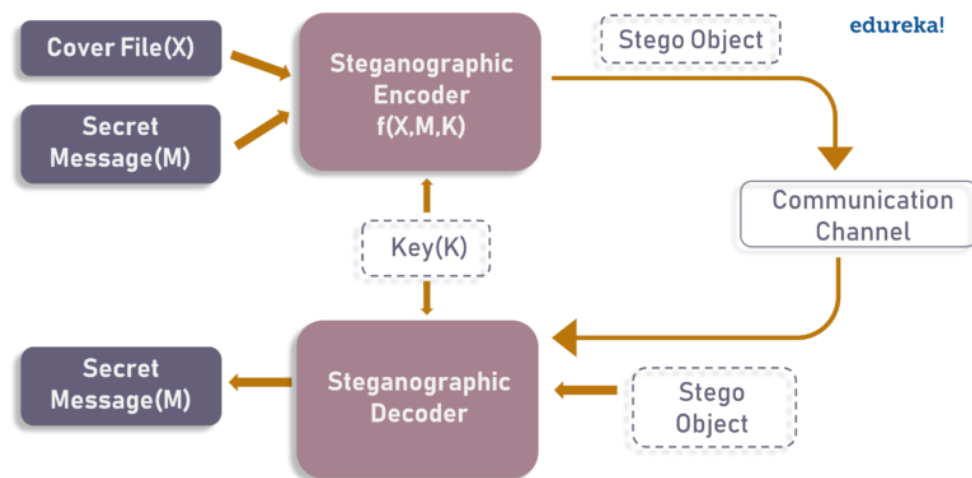 Cover File(X)
Secret
Message(M)
Steganographic
Encoder
f(X,M,K)
Stego Object
edureka!
Communication
Channel
Key(K)
Secret
Message(M)
Steganographic
Decoder
Stego
Object